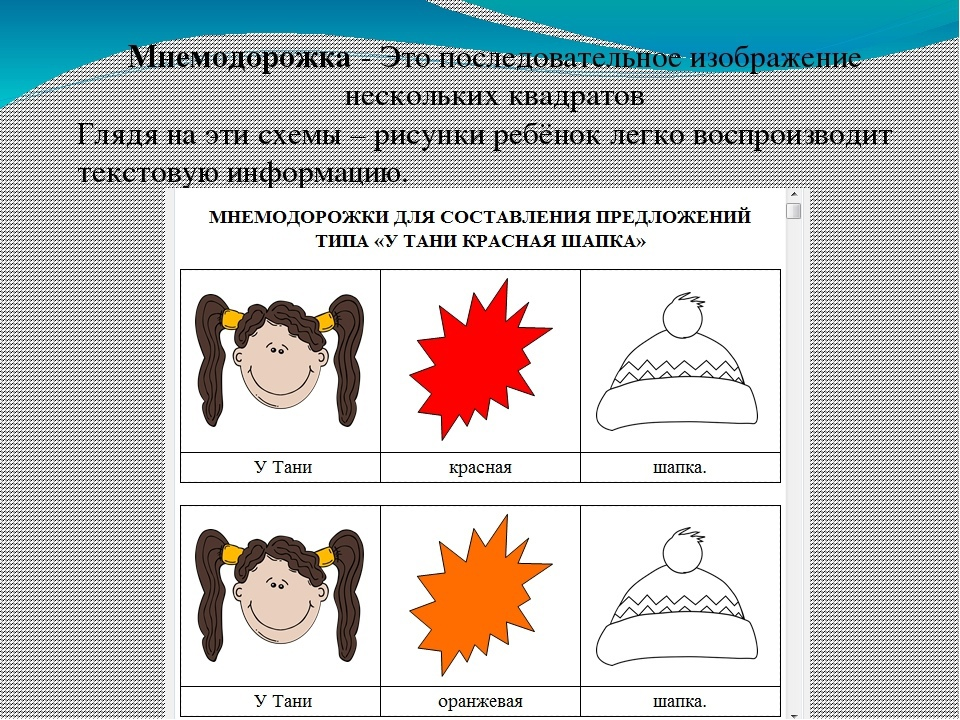 Мнемодорожка - Это последовательное изображение
нескольких квадратов
Глядя на эти схемы – рисунки ребёнок легко воспроизводит
текстовую информацию.
МНЕМОДОРОЖКИ ДЛЯ СОСТАВЛЕНИЯ ПРЕДЛОЖЕНИЙ
ТИПА «У ТАНИ КРАСНАЯ ШАПКА»
У Тани красная шапка.
У Тани оранжевая шапка.